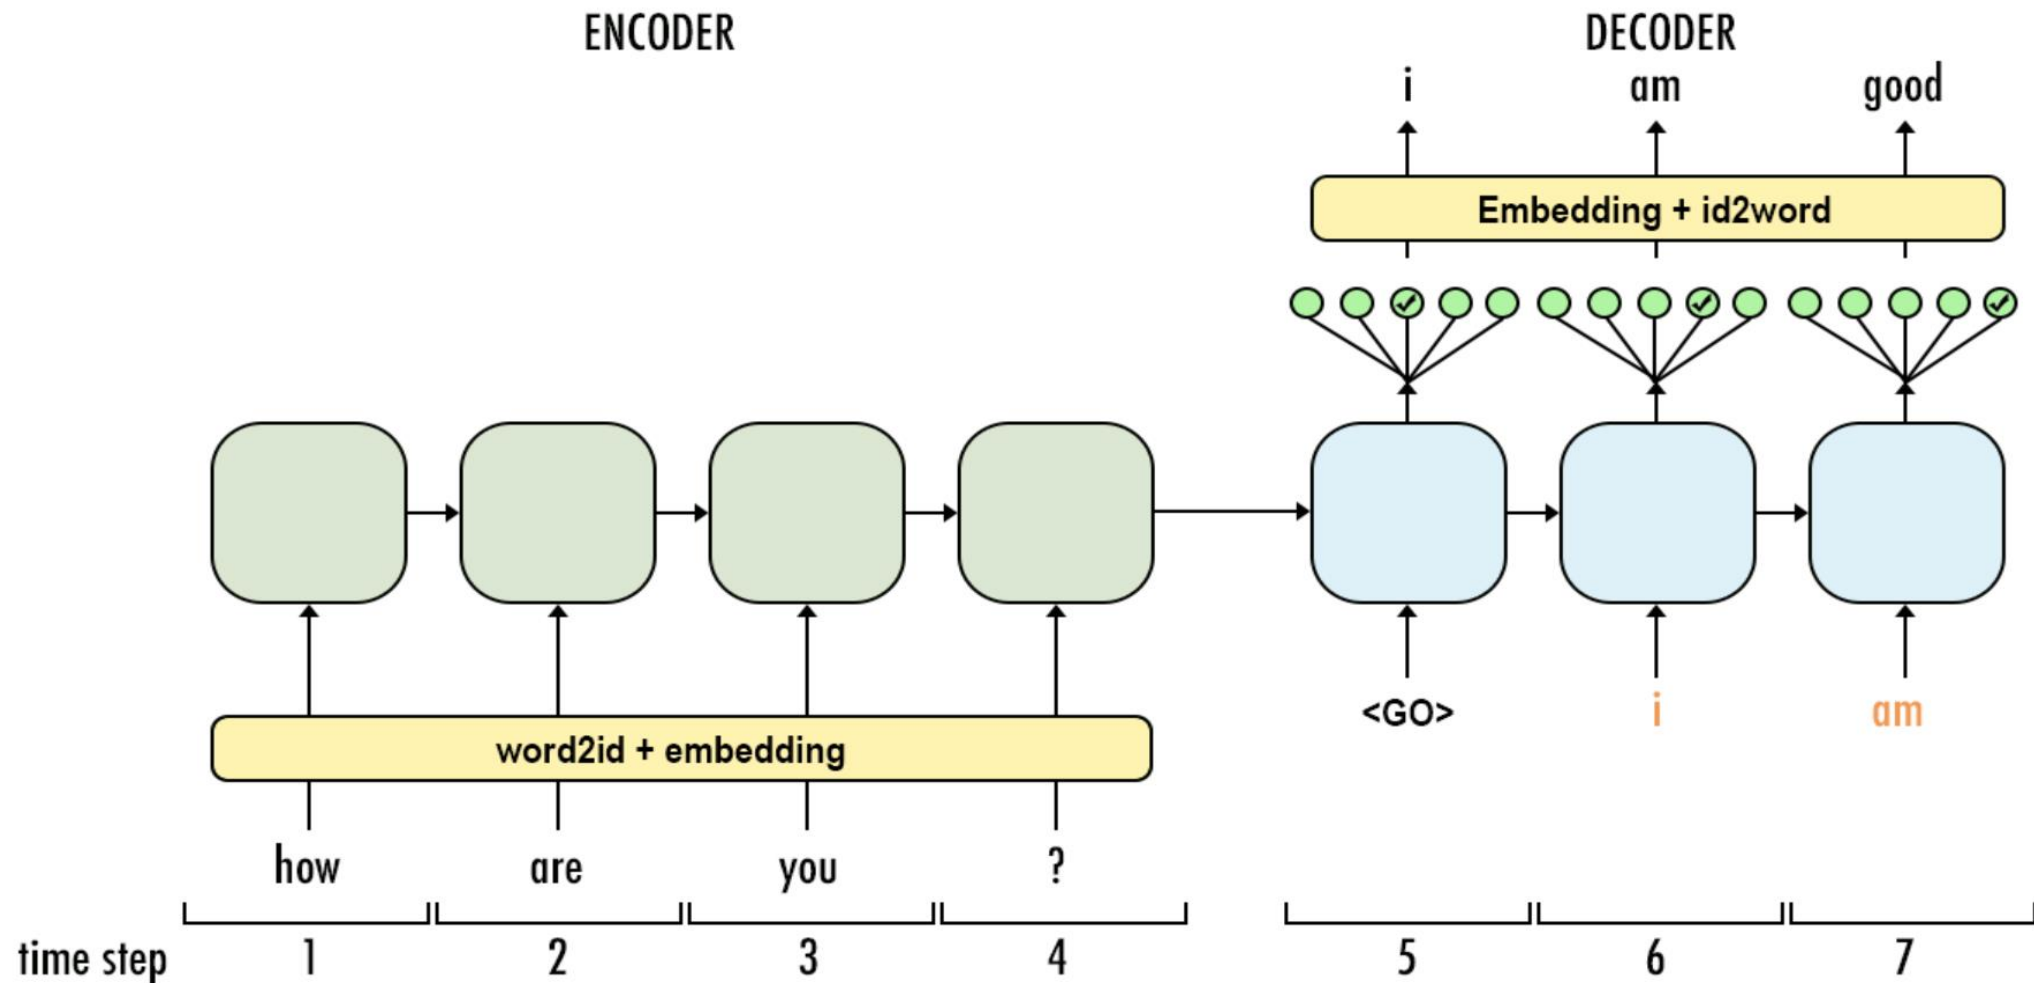 ENCODER
DECODER
i am good
Embedding + id2word
<GO> i am
word2id + embedding
how are you ?
time step 1 2 3 4 5 6 7